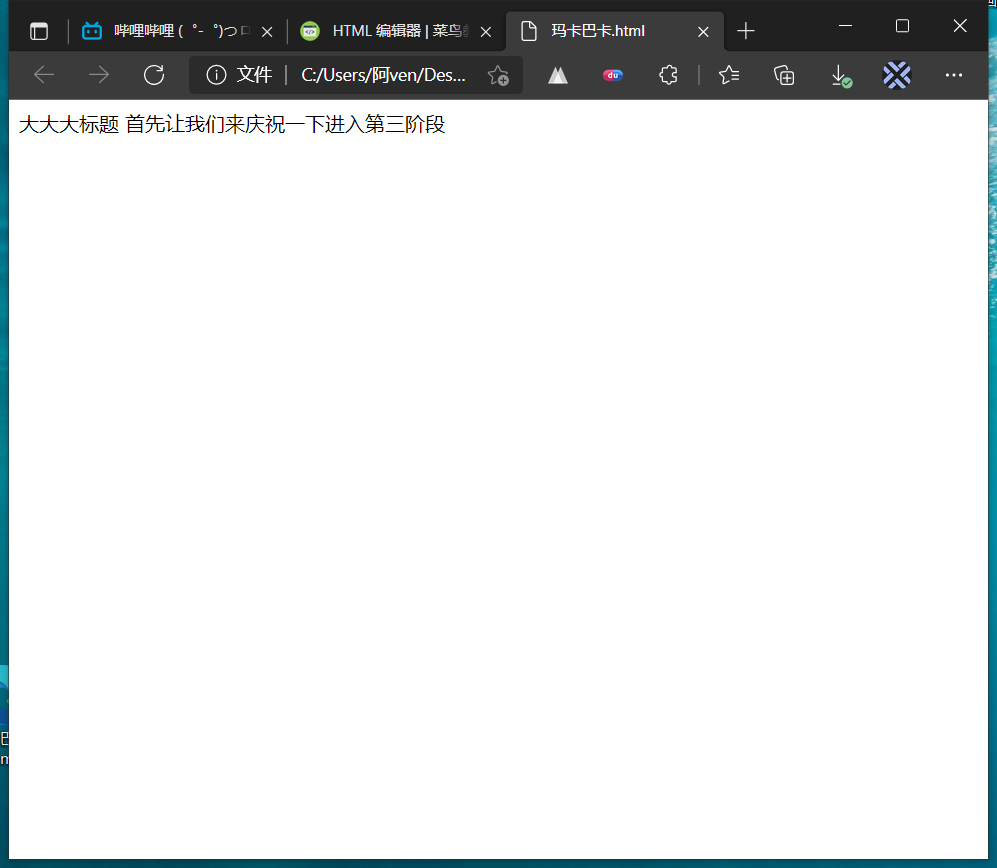 哔哩哔哩 (゜-゜)つロ
HTML 编辑器 | 菜鸟
玛卡巴卡.html
文件
C:/Users/阿ven/Des...
du
大大大标题 首先让我们来庆祝一下进入第三阶段